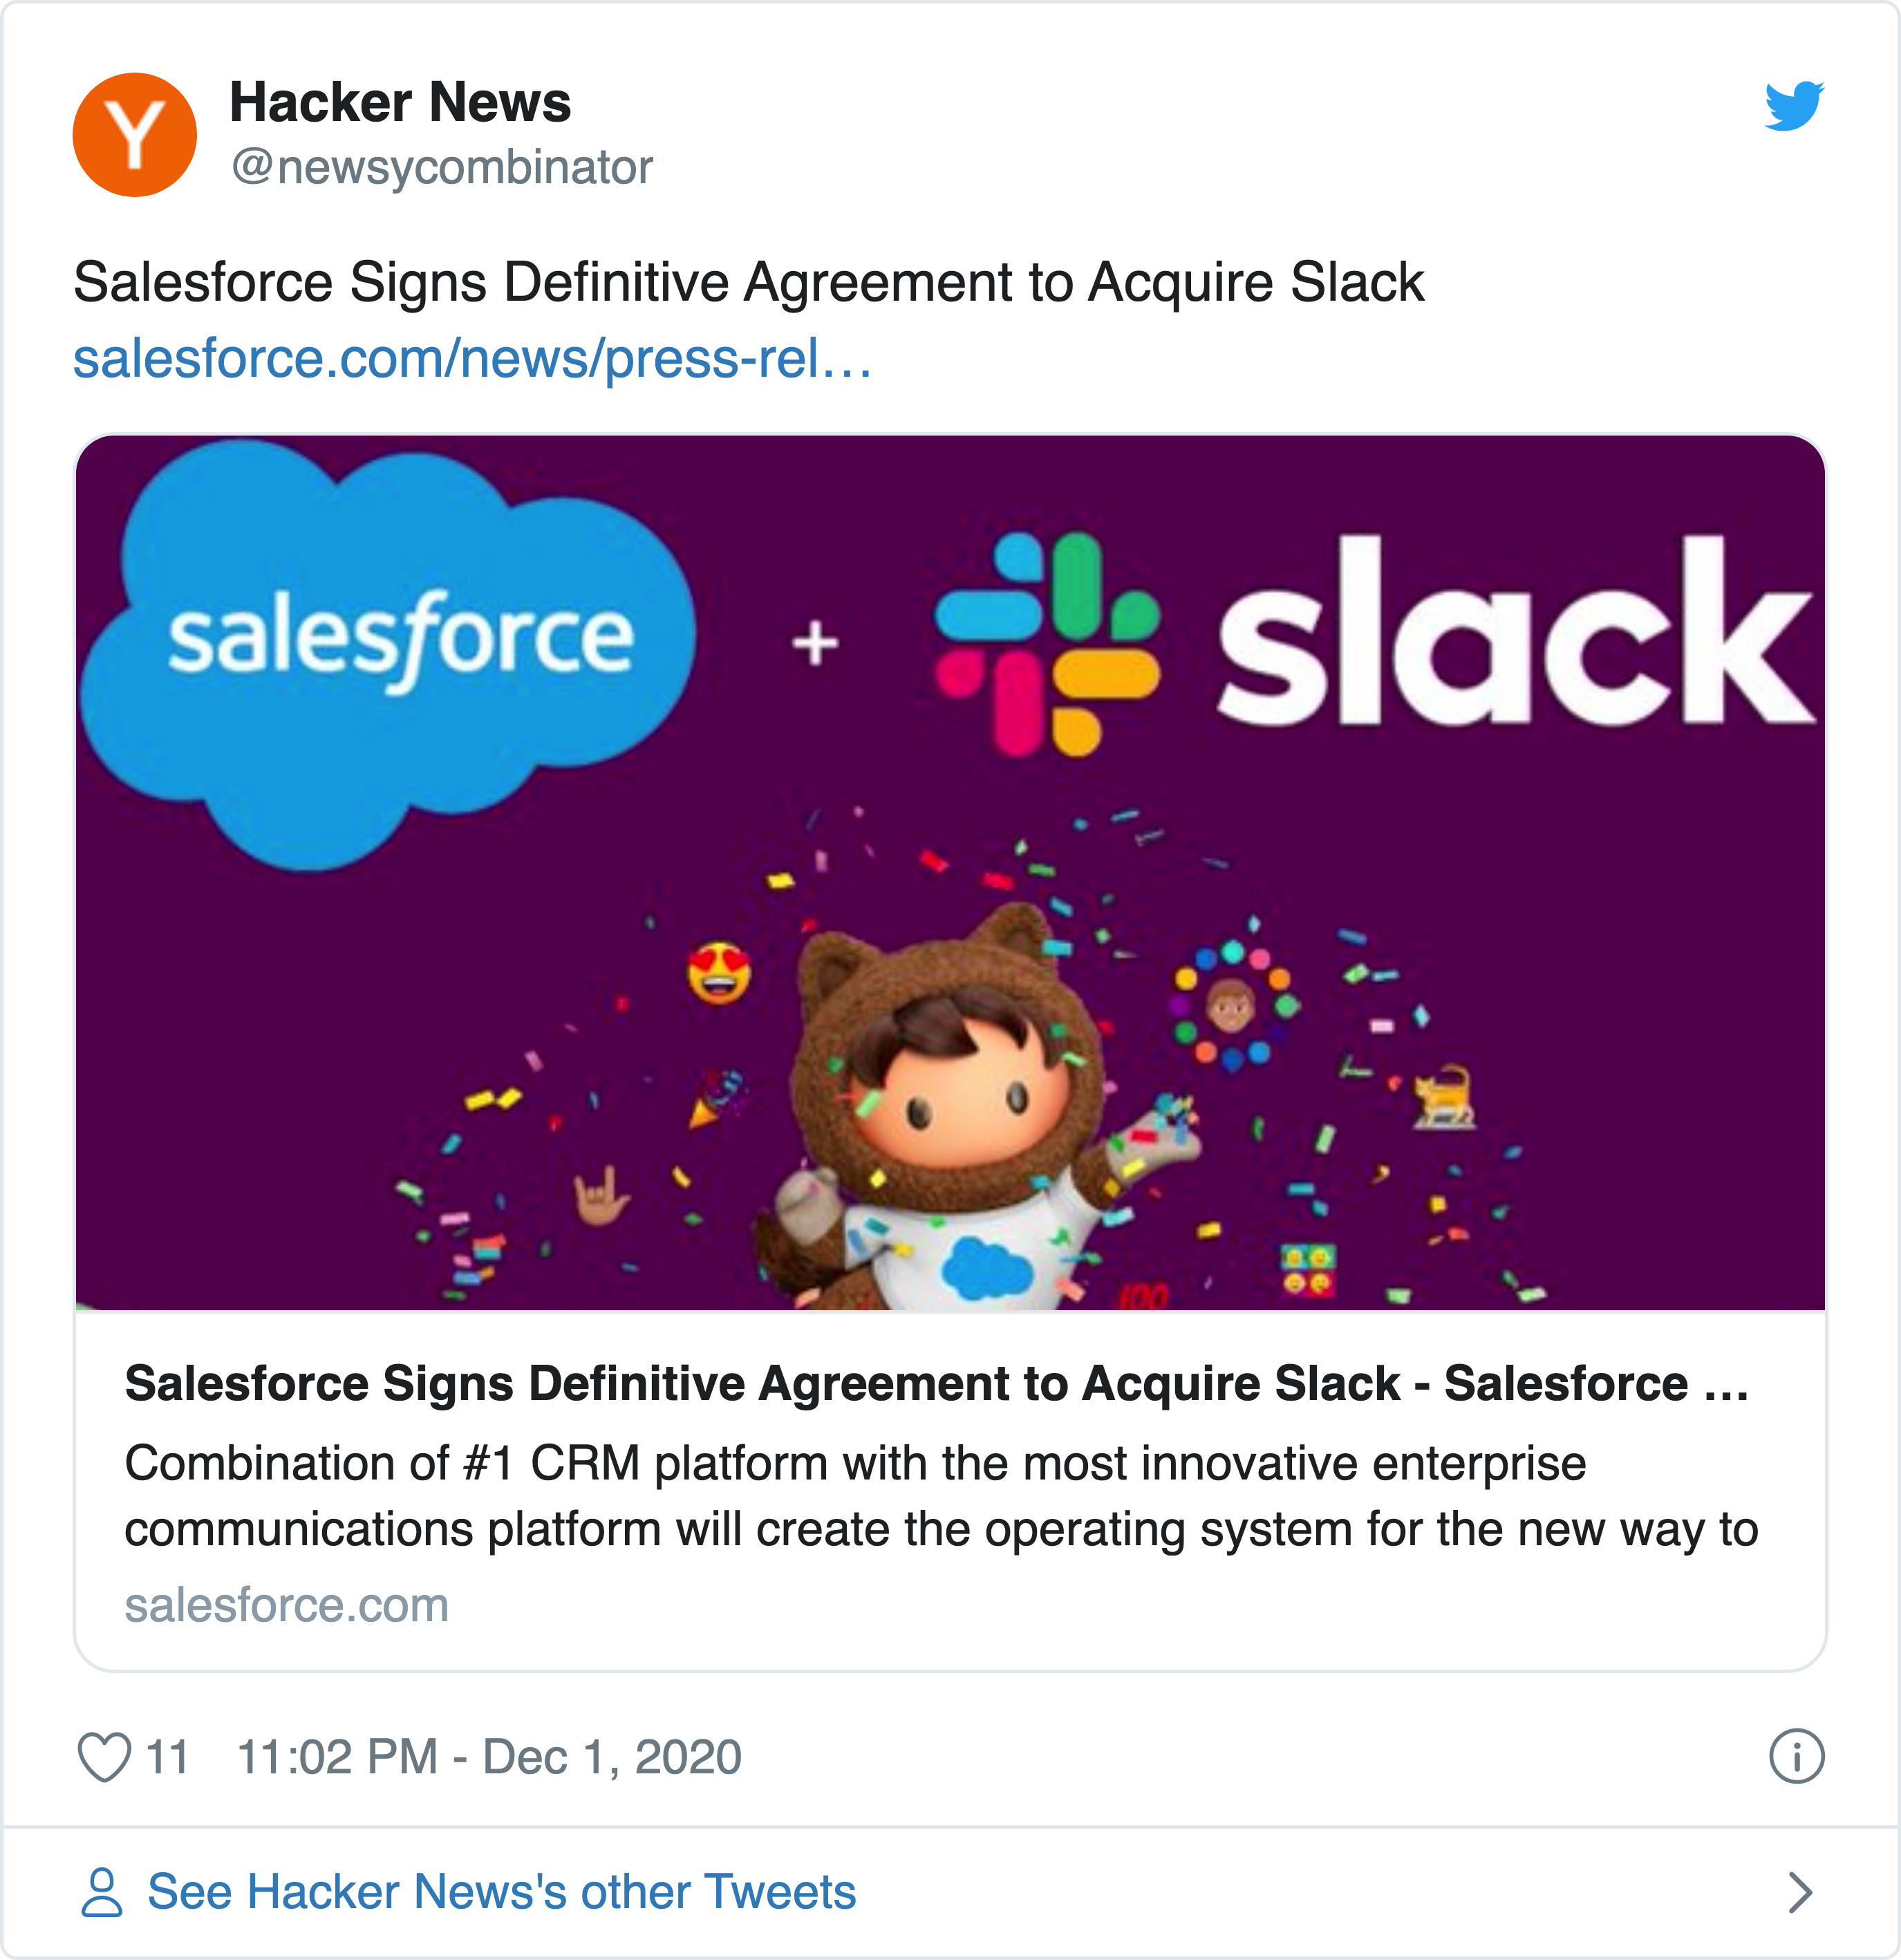 Y
Hacker News
@newsycombinator
Salesforce Signs Definitive Agreement to Acquire Slack
salesforce.com/news/press-rel…
salesforce + slack
100
Salesforce Signs Definitive Agreement to Acquire Slack - Salesforce ...
Combination of #1 CRM platform with the most innovative enterprise
communications platform will create the operating system for the new way to
salesforce.com
11 11:02 PM - Dec 1, 2020
See Hacker News's other Tweets